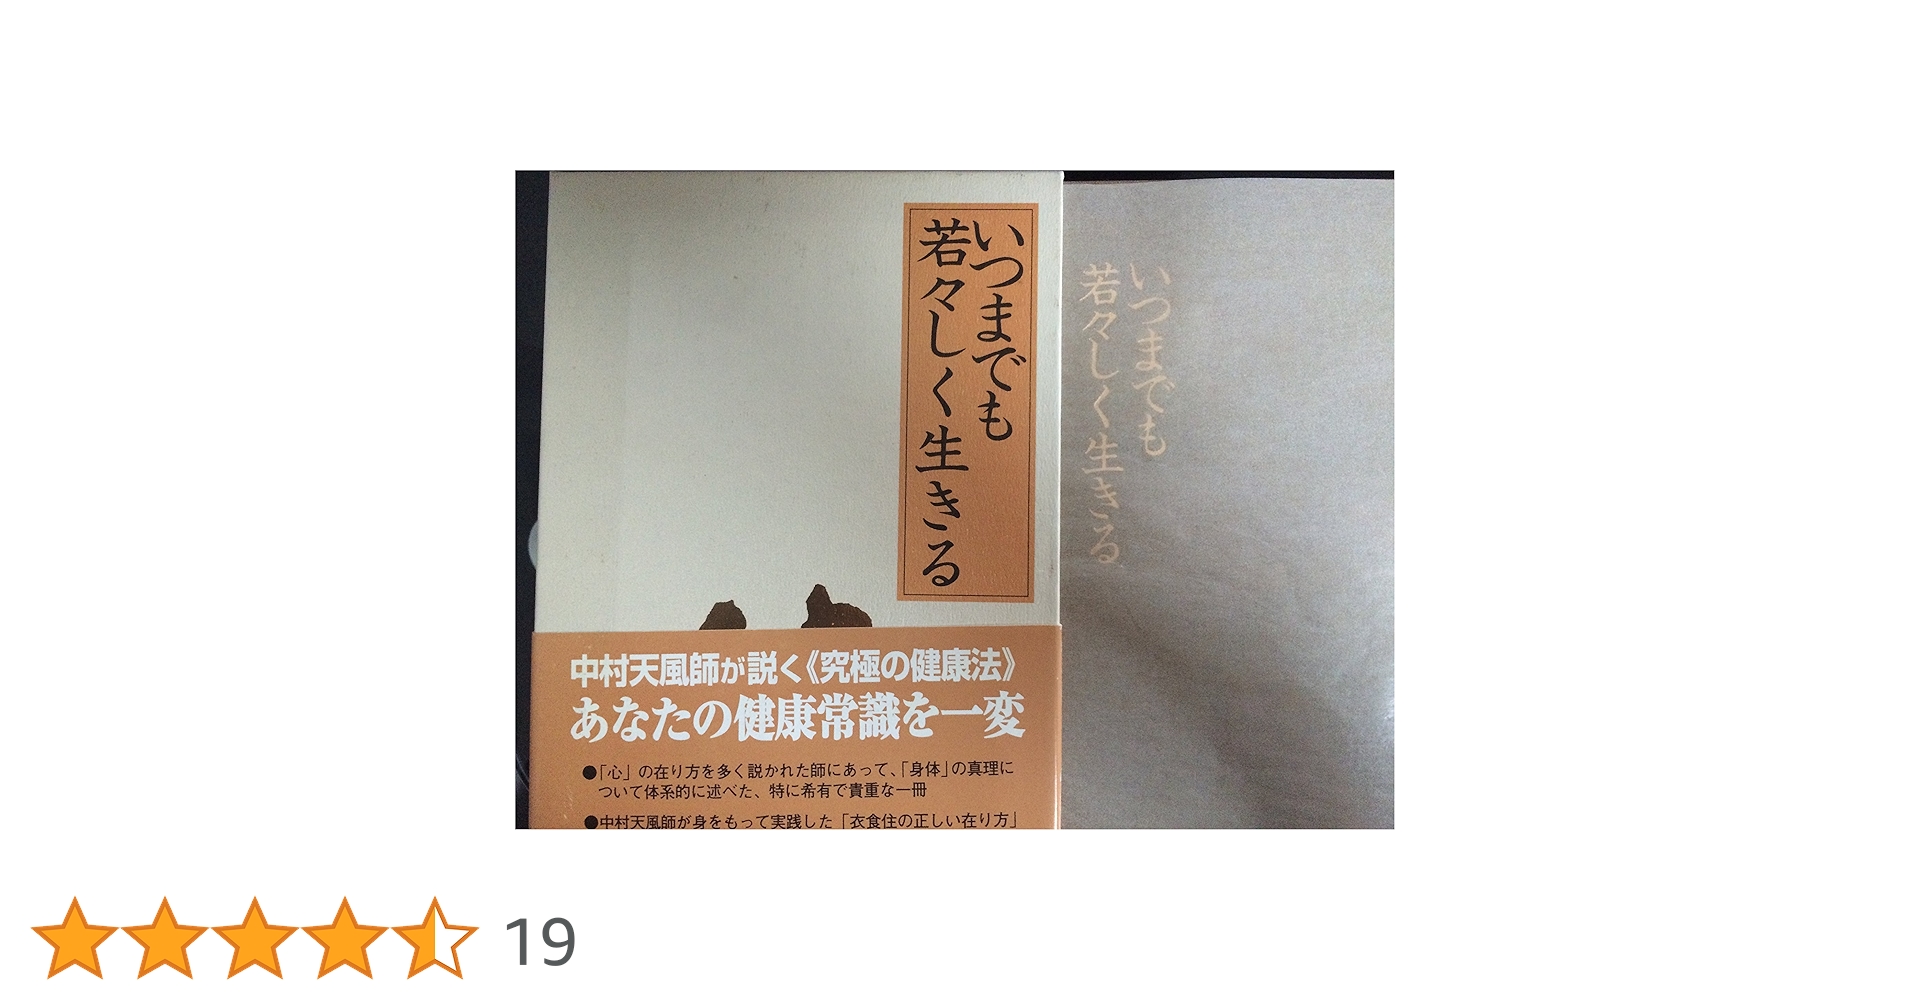 いつまでも
若々しく生きる
中村天風師が説く《究極の健康法》
あなたの健康常識を一変
●「心」の在り方を多く説かれた師にあって、「身体」の真理に
ついて体系的に述べた、特に希有で貴重な一冊
●中村天風師が身をもって実践した「衣食住の正しい在り方」
いつまでも
若々しく生きる
19